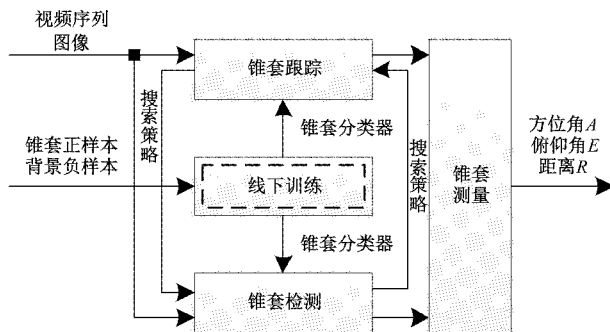 视频序列
图像
锥套跟踪
搜索策略
锥套分类器
锥套正样本
背景负样本
线下训练
搜索策略
锥套
测量
方位角A
俯仰角E
距离R
锥套分类器
锥套检测